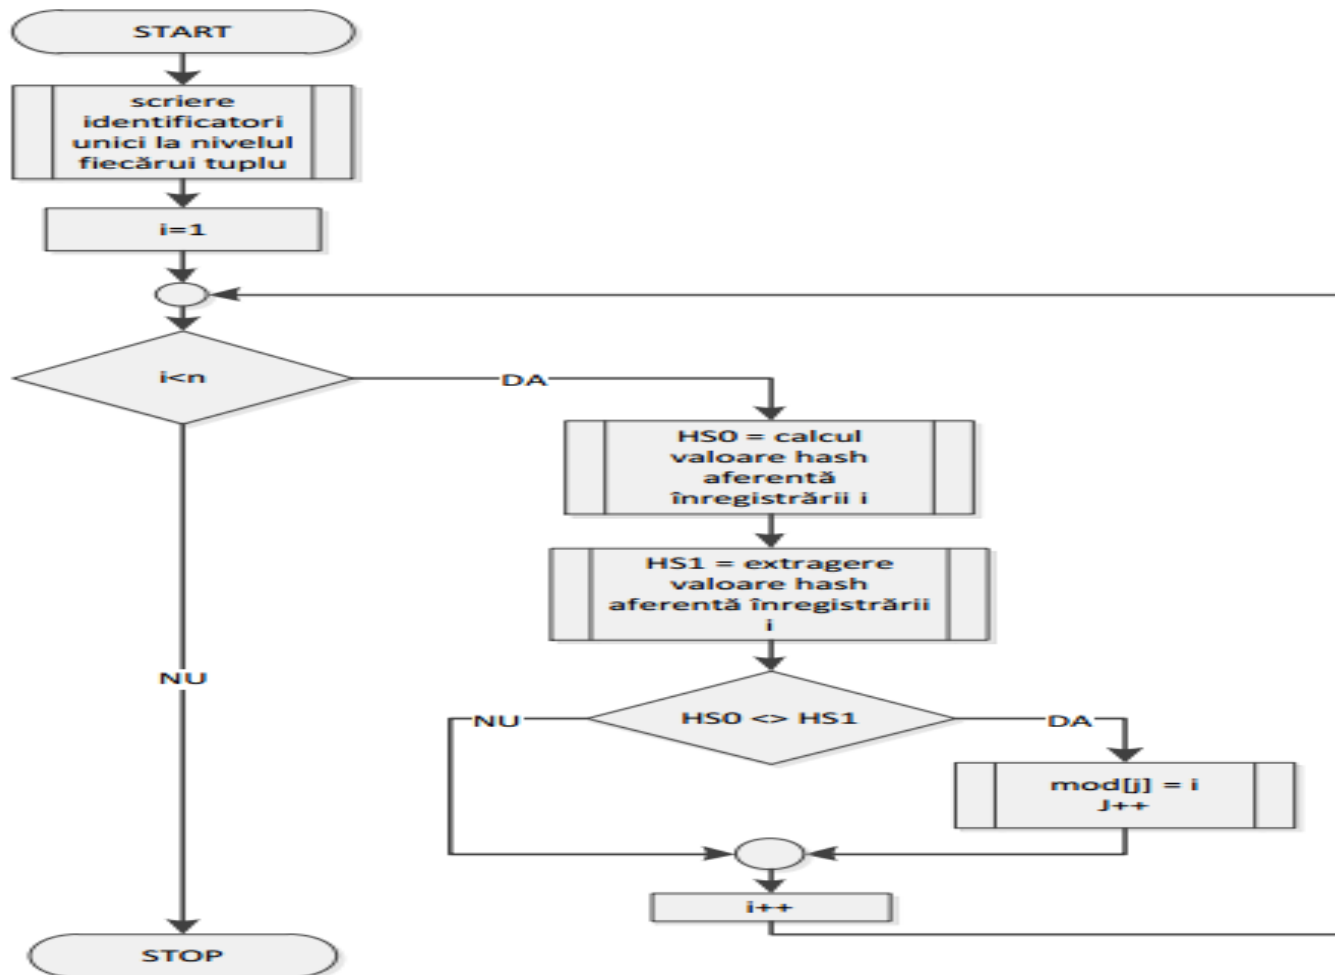 START
scriere
identificatori
unici la nivelul
fiecărui tuplu
i=1
i<n
DA
HS0 = calcul
valoare hash
aferentă
înregistrării i
HS1 = extragere
valoare hash
aferentă înregistrării
i
NU
HS0 <> HS1
NU
DA
mod[j] = i
J++
i++
STOP